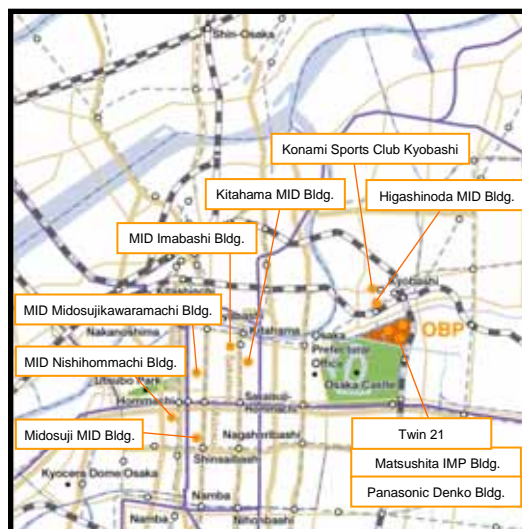 Shin-Osaka
Konami Sports Club Kyobashi
Kitahama MID Bldg.
Higashinoda MID Bldg.
MID Imabashi Bldg.
Kyobashi
MID Midosujikawaramachi Bldg.
Nakanoshima
Kitahama
Osaka
Prefectural
Office
OBP
MID Nishihommachi Bldg.
Utsubo Park
Osaka Castle
Hommachi
Sakaisuji-
Hommachi
Midosuji MID Bldg.
Nagahoribashi
Twin 21
Shinsaibashi
Matsushita IMP Bldg.
Kyocera Dome Osaka
Panasonic Denko Bldg.
Namba
Namba
Nihonbashi